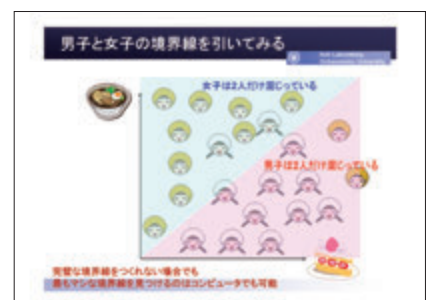 男子と女子の境界線を引いてみる
女子は2人だけ混じっている
男子は2人だけ混じっている
完璧な境界線をつくれない場合でも
最もマシな境界線を見つけるのはコンピュータでも可能